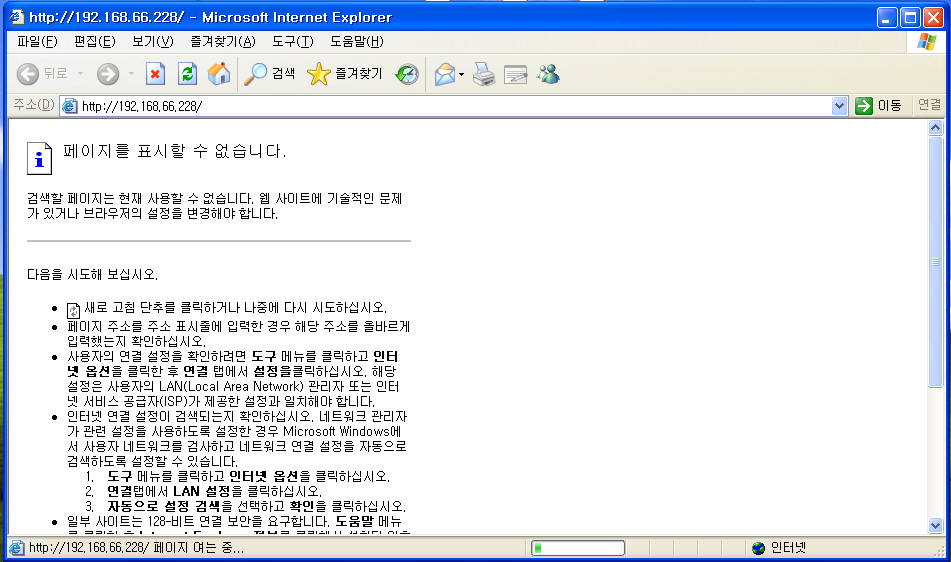 http://192.168.66.228/ - Microsoft Internet Explorer
파일(F) 편집(E) 보기(V) 즐겨찾기(A) 도구(T) 도움말(H)
뒤로 검색 즐겨찾기
주소(D) http://192.168.66.228/ 이동 연결
페이지를 표시할 수 없습니다.
검색할 페이지는 현재 사용할 수 없습니다. 웹 사이트에 기술적인 문제
가 있거나 브라우저의 설정을 변경해야 합니다.
다음을 시도해 보십시오.
• 새로 고침 단추를 클릭하거나 나중에 다시 시도하십시오.
• 페이지 주소를 주소 표시줄에 입력한 경우 해당 주소를 올바르게
입력했는지 확인하십시오.
• 사용자의 연결 설정을 확인하려면 도구 메뉴를 클릭하고 인터
넷 옵션을 클릭한 후 연결 탭에서 설정을클릭하십시오. 해당
설정은 사용자의 LAN(Local Area Network) 관리자 또는 인터
넷 서비스 공급자(ISP)가 제공한 설정과 일치해야 합니다.
• 인터넷 연결 설정이 검색되는지 확인하십시오. 네트워크 관리자
가 관련 설정을 사용하도록 설정한 경우 Microsoft Windows에
서 사용자 네트워크를 검사하고 네트워크 연결 설정을 자동으로
검색하도록 설정할 수 있습니다.
1. 도구 메뉴를 클릭하고 인터넷 옵션을 클릭하십시오.
2. 연결탭에서 LAN 설정을 클릭하십시오.
3. 자동으로 설정 검색을 선택하고 확인을 클릭하십시오.
• 일부 사이트는 128-비트 연결 보안을 요구합니다. 도움말 메뉴
http://192.168.66.228/ 페이지 여는 중... 인터넷